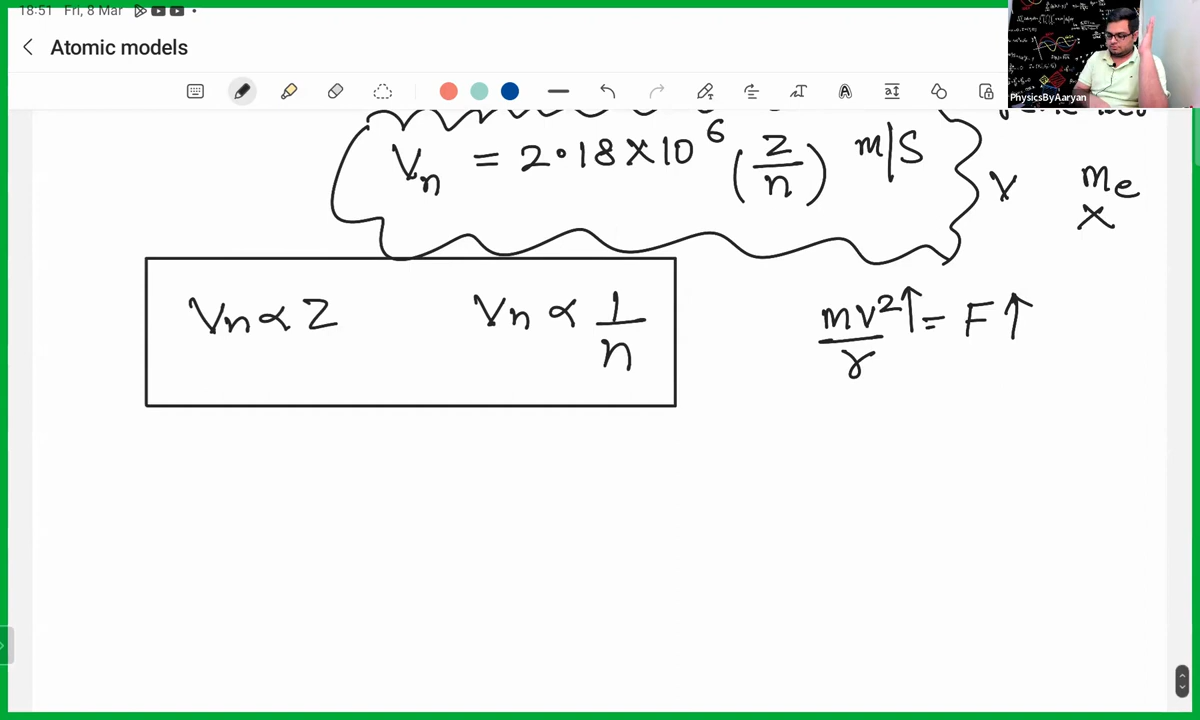 18:51 Fri, 8 Mar
Atomic models
PhysicsByAaryan
Vn = 2.18×10^6 (Z/n) m/s
v me
×
Vn ∝ Z Vn ∝ 1/n
mv²↑/r = F↑